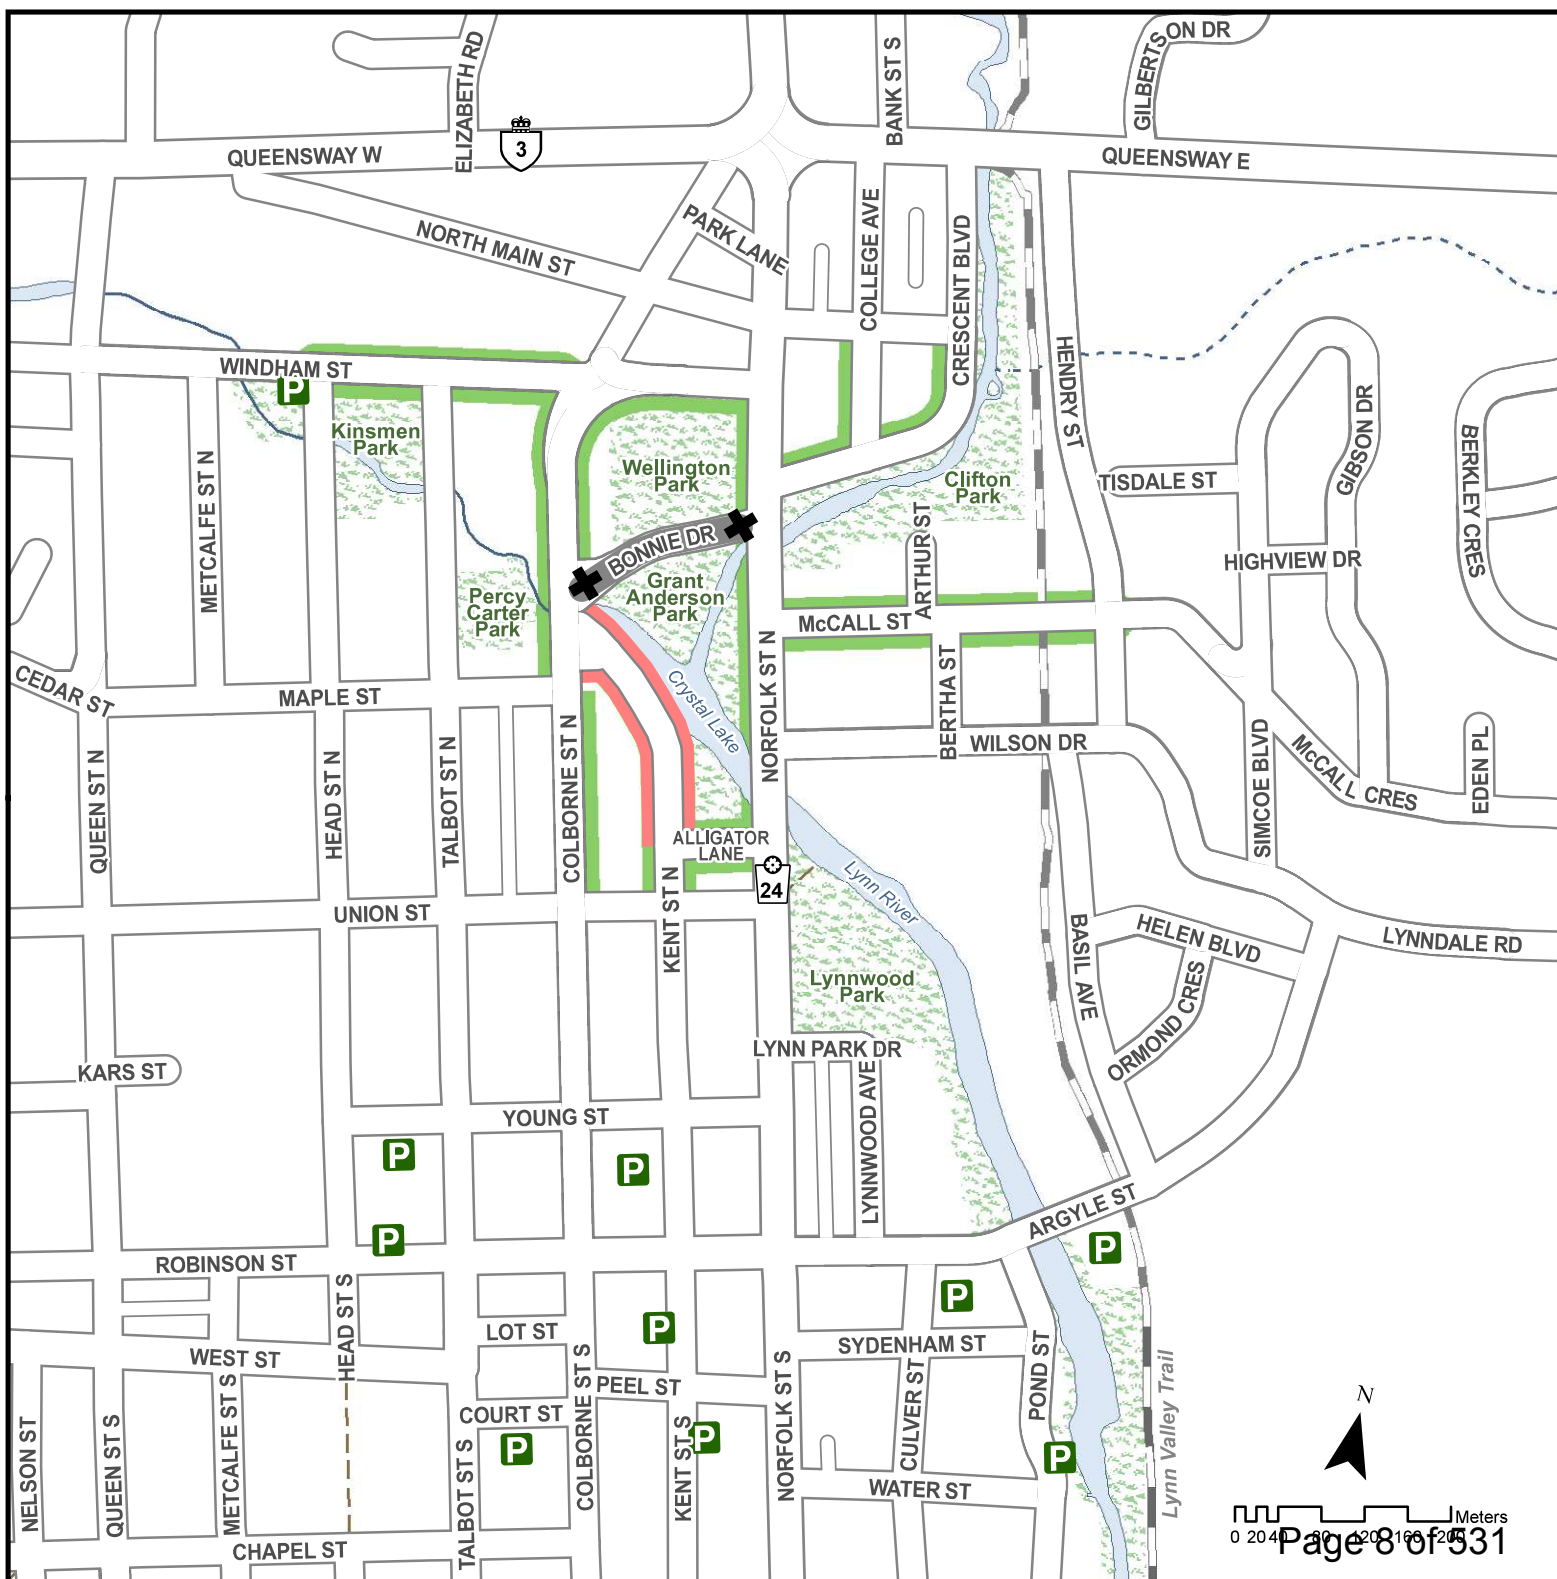 GILBERTSON DR
ELIZABETH RD
BANK ST S
3
QUEENSWAY W
QUEENSWAY E
PARK LANE
NORTH MAIN ST
COLLEGE AVE
CRESCENT BLVD
HENDRY ST
WINDHAM ST
P
Kinsmen
Park
Wellington
Park
Clifton
Park
TISDALE ST
GIBSON DR
BERKLEY CRES
METCALFE ST N
BONNIE DR
ARTHUR ST
HIGHVIEW DR
Grant
Anderson
Park
Percy
Carter
Park
McCALL ST
CEDAR ST
MAPLE ST
Crystal Lake
NORFOLK ST N
BERTHA ST
WILSON DR
QUEEN ST N
HEAD ST N
TALBOT ST N
COLBORNE ST N
SIMCOE BLVD
McCALL CRES
EDEN PL
ALLIGATOR
LANE
24
Lynn River
KENT ST N
UNION ST
BASIL AVE
HELEN BLVD
LYNNDALE RD
Lynnwood
Park
ORMOND CRES
LYNN PARK DR
KARS ST
LYNNWOOD AVE
YOUNG ST
P
P
P
ARGYLE ST
P
ROBINSON ST
HEAD ST S
P
P
LOT ST
SYDENHAM ST
WEST ST
PEEL ST
POND ST
CULVER ST
Lynn Valley Trail
COURT ST
COLBORNE ST S
NORFOLK ST S
N
NELSON ST
QUEEN ST S
METCALFE ST S
TALBOT ST S
P
KENT ST S
P
P
WATER ST
CHAPEL ST
Meters
0 20 40 80 120 160 200
Page 8 of 531